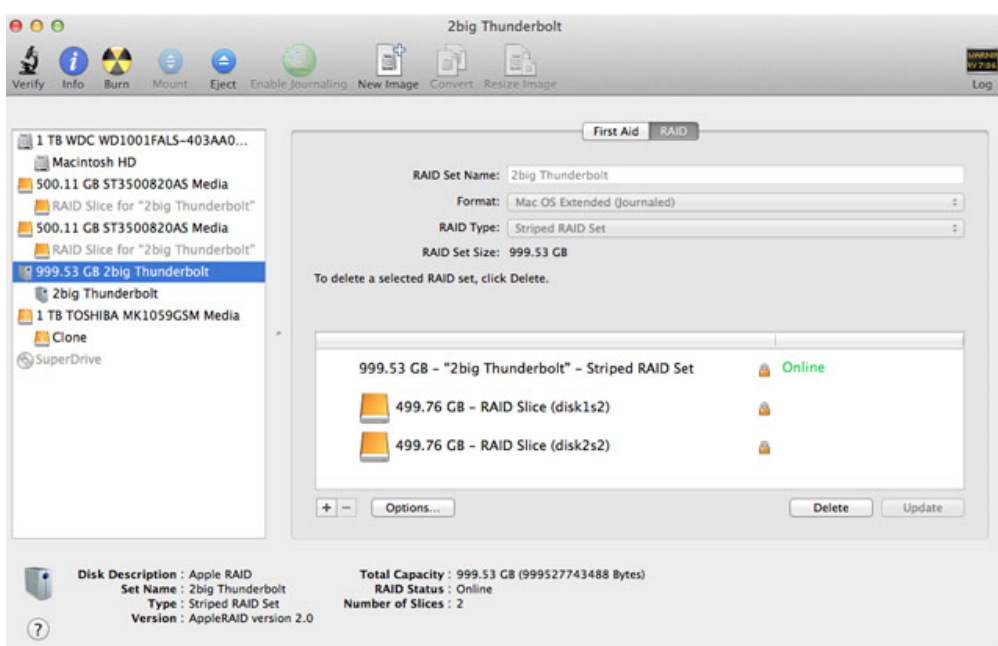 2big Thunderbolt
Verify Info Burn Mount Eject Enable Journaling New Image Convert Resize Image Log
1 TB WDC WD1001FALS-403AA0...
Macintosh HD
500.11 GB ST3500820AS Media
RAID Slice for "2big Thunderbolt"
500.11 GB ST3500820AS Media
RAID Slice for "2big Thunderbolt"
999.53 GB 2big Thunderbolt
2big Thunderbolt
1 TB TOSHIBA MK1059GSM Media
Clone
SuperDrive
First Aid RAID
RAID Set Name: 2big Thunderbolt
Format: Mac OS Extended (Journaled)
RAID Type: Striped RAID Set
RAID Set Size: 999.53 GB
To delete a selected RAID set, click Delete.
999.53 GB – "2big Thunderbolt" – Striped RAID Set Online
499.76 GB – RAID Slice (disk1s2)
499.76 GB – RAID Slice (disk2s2)
+ − Options... Delete Update
Disk Description : Apple RAID
Set Name : 2big Thunderbolt
Type : Striped RAID Set
Version : AppleRAID version 2.0
Total Capacity : 999.53 GB (999527743488 Bytes)
RAID Status : Online
Number of Slices : 2
?